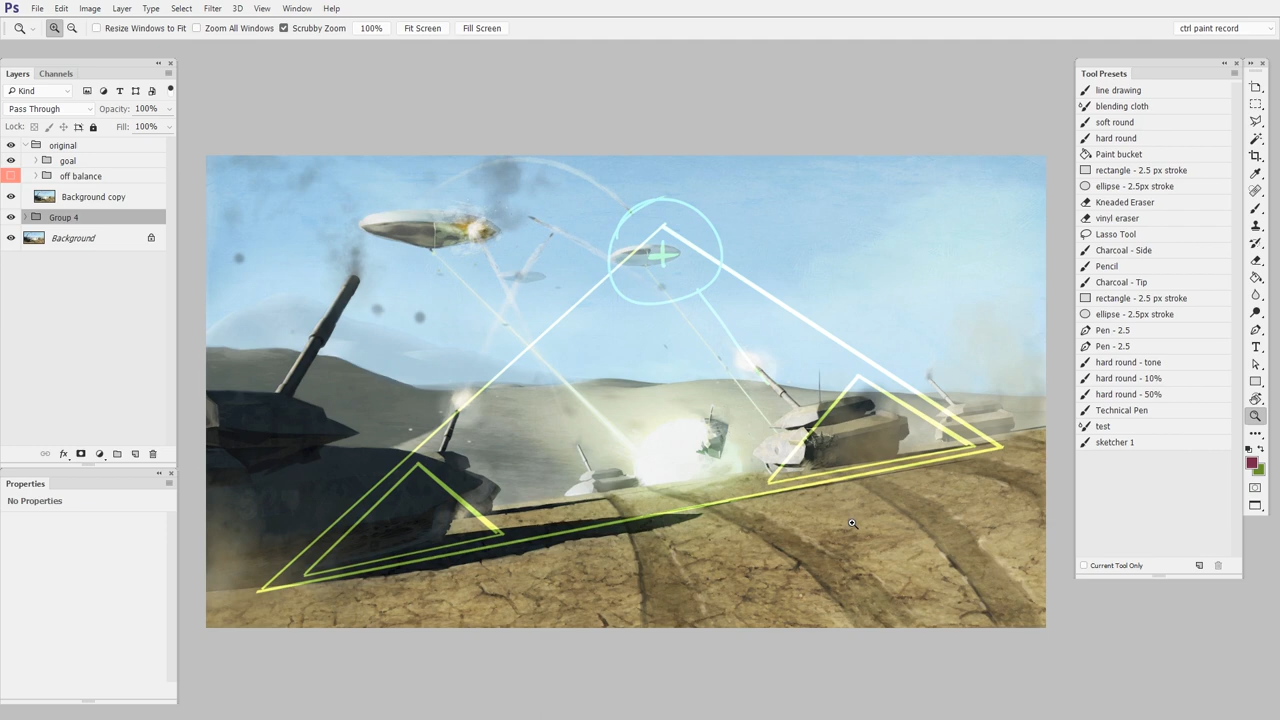 Ps File Edit Image Layer Type Select Filter 3D View Window Help
Resize Windows to Fit Zoom All Windows Scrubby Zoom 100% Fit Screen Fill Screen ctrl paint record
Layers Channels
Kind
Pass Through Opacity: 100%
Lock: Fill: 100%
original
goal
off balance
Background copy
Group 4
Background
fx
Properties
No Properties
Tool Presets
line drawing
blending cloth
soft round
hard round
Paint bucket
rectangle - 2.5 px stroke
ellipse - 2.5px stroke
Kneaded Eraser
vinyl eraser
Lasso Tool
Charcoal - Side
Pencil
Charcoal - Tip
rectangle - 2.5 px stroke
ellipse - 2.5px stroke
Pen - 2.5
Pen - 2.5
hard round - tone
hard round - 10%
hard round - 50%
Technical Pen
test
sketcher 1
Current Tool Only